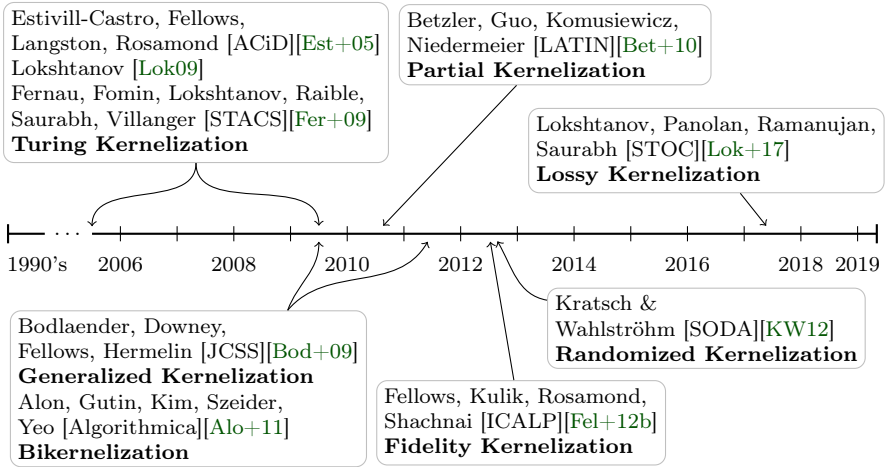 Estivill-Castro, Fellows,
Langston, Rosamond [ACiD][Est+05]
Lokshtanov [Lok09]
Fernau, Fomin, Lokshtanov, Raible,
Saurabh, Villanger [STACS][Fer+09]
Turing Kernelization
Betzler, Guo, Komusiewicz,
Niedermeier [LATIN][Bet+10]
Partial Kernelization
Lokshtanov, Panolan, Ramanujan,
Saurabh [STOC][Lok+17]
Lossy Kernelization
...
1990's 2006 2008 2010 2012 2014 2016 2018 2019
Bodlaender, Downey,
Fellows, Hermelin [JCSS][Bod+09]
Generalized Kernelization
Alon, Gutin, Kim, Szeider,
Yeo [Algorithmica][Alo+11]
Bikernelization
Fellows, Kulik, Rosamond,
Shachnai [ICALP][Fel+12b]
Fidelity Kernelization
Kratsch &
Wahlströhm [SODA][KW12]
Randomized Kernelization